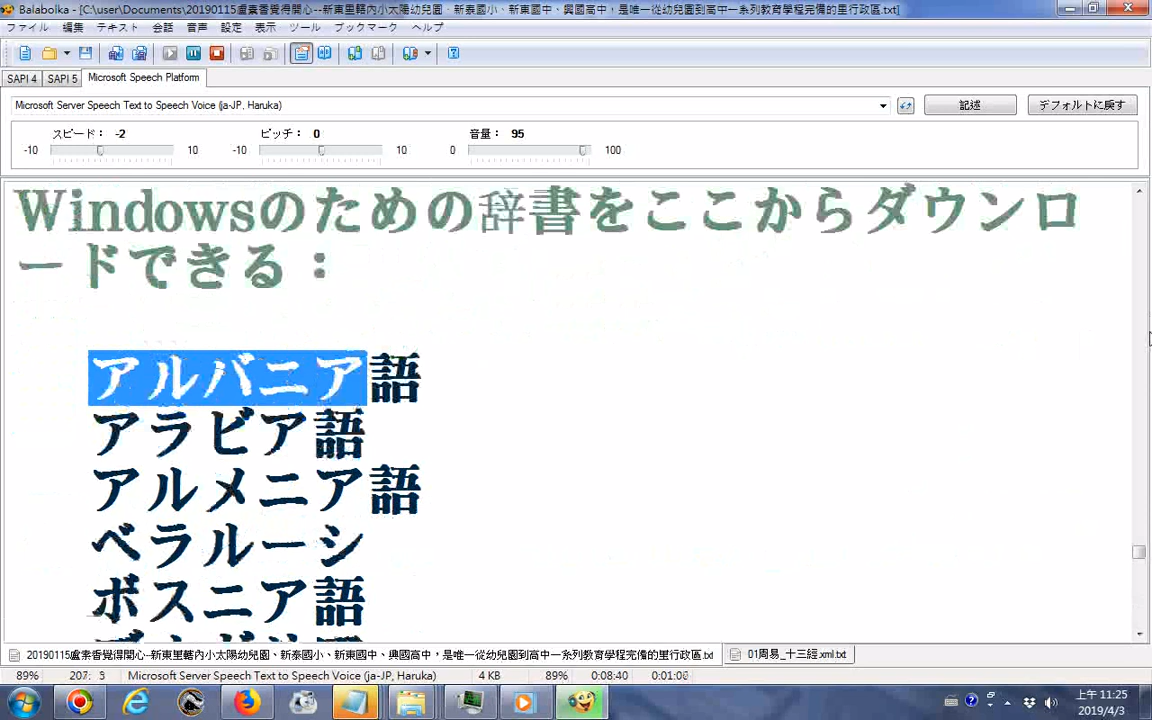 Balabolka - [C:\user\Documents\20190115盧素香覺得開心--新東里轄內小太陽幼兒園、新泰國小、新東國中、興國高中，是唯一從幼兒園到高中一系列教育學程完備的里行政區.txt]
ファイル 編集 テキスト 会話 音声 設定 表示 ツール ブックマーク ヘルプ
SAPI 4 SAPI 5 Microsoft Speech Platform
Microsoft Server Speech Text to Speech Voice (ja-JP, Haruka) 記述 デフォルトに戻す
スピード： -2 ピッチ： 0 音量： 95
-10 10 -10 10 0 100
Windowsのための辞書をここからダウンロ
ードできる：
アルバニア語
アラビア語
アルメニア語
ベラルーシ
ボスニア語
20190115盧素香覺得開心--新東里轄內小太陽幼兒園、新泰國小、新東國中、興國高中，是唯一從幼兒園到高中一系列教育學程完備的里行政區.txt 01周易_十三經.xml.txt
89% 207: 3 Microsoft Server Speech Text to Speech Voice (ja-JP, Haruka) 4 KB 89% 0:08:40 0:01:00
上午 11:25
2019/4/3